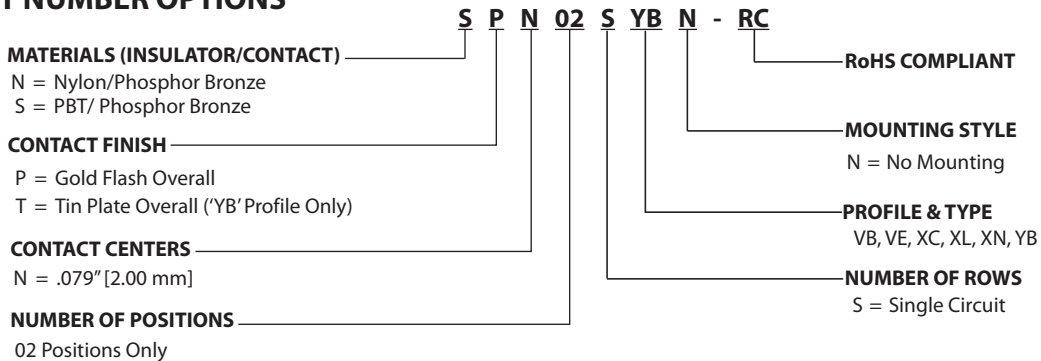 T NUMBER OPTIONS
S P N 02 S YB N - RC
MATERIALS (INSULATOR/CONTACT)
N = Nylon/Phosphor Bronze
S = PBT/ Phosphor Bronze
CONTACT FINISH
P = Gold Flash Overall
T = Tin Plate Overall ('YB' Profile Only)
CONTACT CENTERS
N = .079" [2.00 mm]
NUMBER OF POSITIONS
02 Positions Only
RoHS COMPLIANT
MOUNTING STYLE
N = No Mounting
PROFILE & TYPE
VB, VE, XC, XL, XN, YB
NUMBER OF ROWS
S = Single Circuit